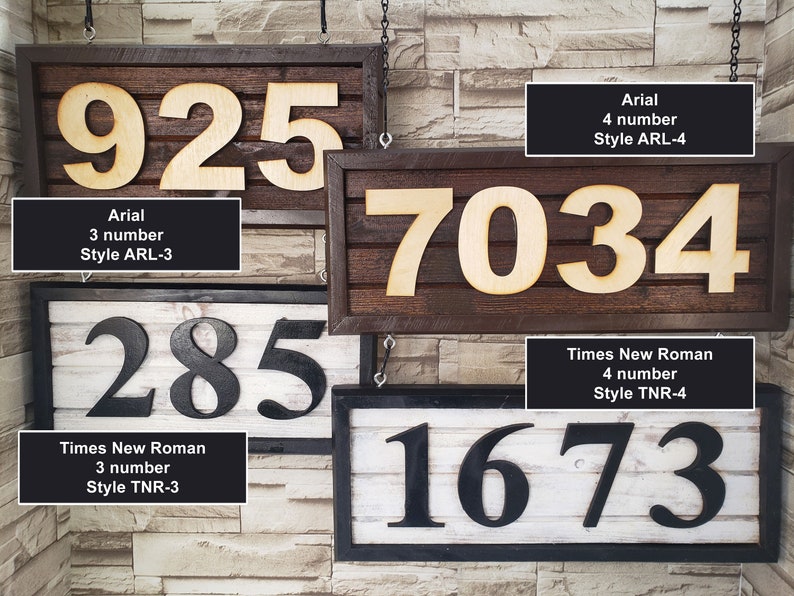 925
Arial
3 number
Style ARL-3
Arial
4 number
Style ARL-4
7034
285
Times New Roman
3 number
Style TNR-3
Times New Roman
4 number
Style TNR-4
1673